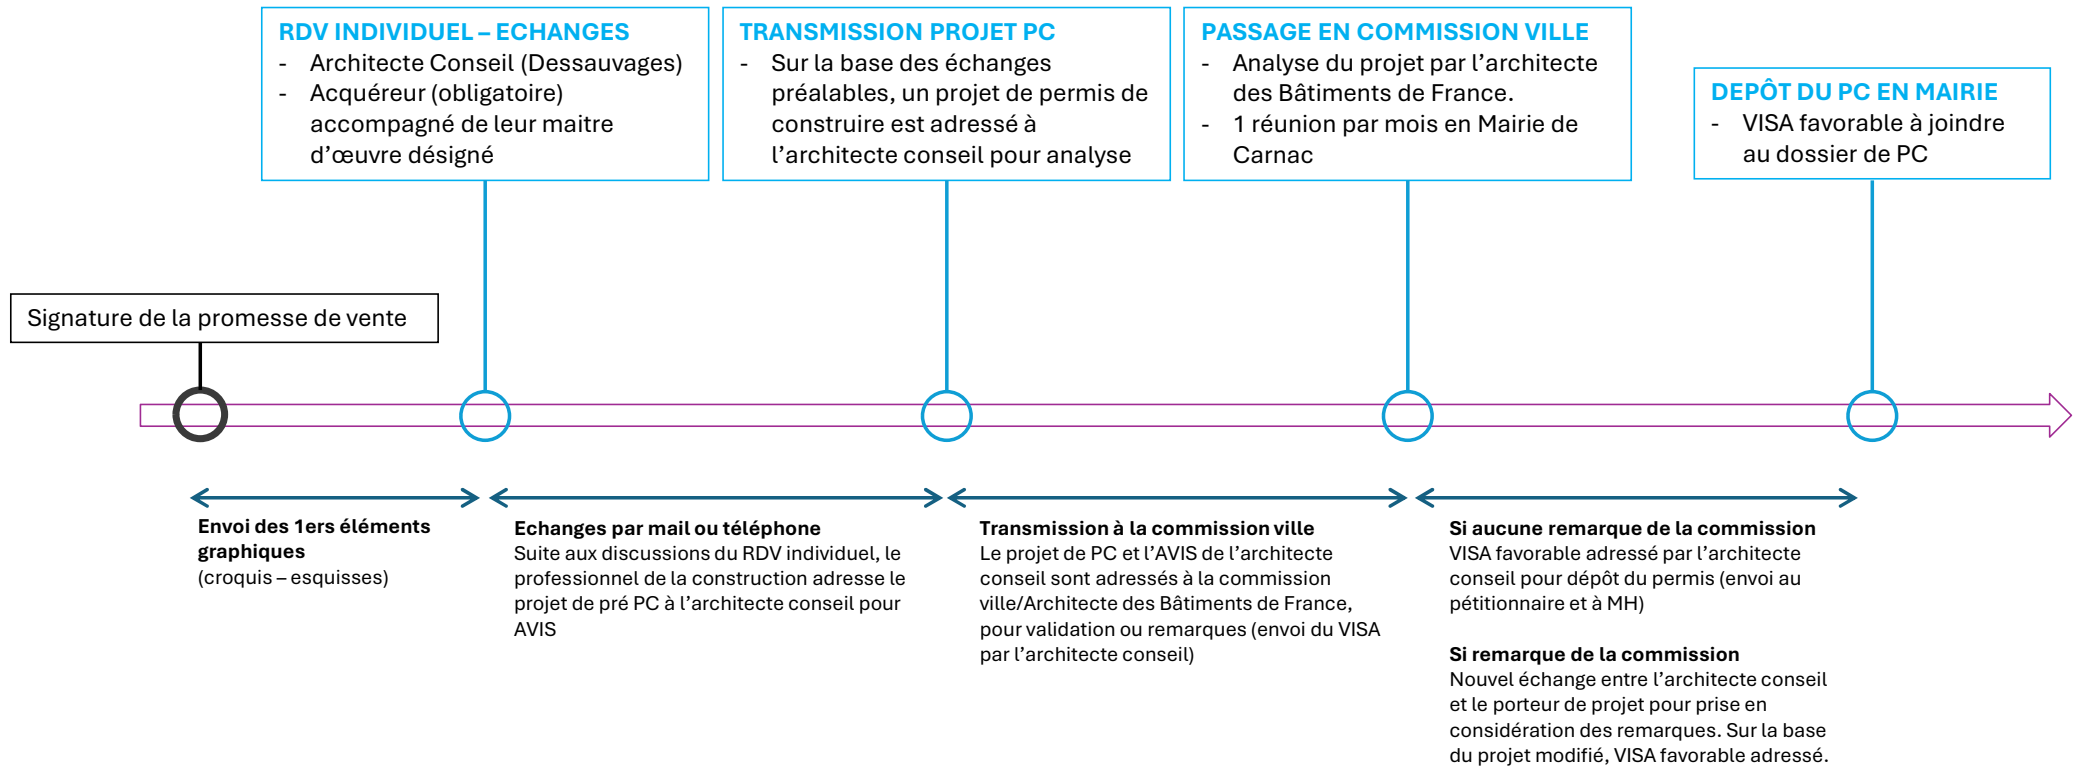 RDV INDIVIDUEL – ECHANGES
- Architecte Conseil (Dessauvages)
- Acquéreur (obligatoire)
accompagné de leur maitre
d’œuvre désigné
TRANSMISSION PROJET PC
- Sur la base des échanges
préalables, un projet de permis de
construire est adressé à
l’architecte conseil pour analyse
PASSAGE EN COMMISSION VILLE
- Analyse du projet par l’architecte
des Bâtiments de France.
- 1 réunion par mois en Mairie de
Carnac
DEPÔT DU PC EN MAIRIE
- VISA favorable à joindre
au dossier de PC
Signature de la promesse de vente
Envoi des 1ers éléments
graphiques
(croquis – esquisses)
Echanges par mail ou téléphone
Suite aux discussions du RDV individuel, le
professionnel de la construction adresse le
projet de pré PC à l’architecte conseil pour
AVIS
Transmission à la commission ville
Le projet de PC et l’AVIS de l’architecte
conseil sont adressés à la commission
ville/Architecte des Bâtiments de France,
pour validation ou remarques (envoi du VISA
par l’architecte conseil)
Si aucune remarque de la commission
VISA favorable adressé par l’architecte
conseil pour dépôt du permis (envoi au
pétitionnaire et à MH)
Si remarque de la commission
Nouvel échange entre l’architecte conseil
et le porteur de projet pour prise en
considération des remarques. Sur la base
du projet modifié, VISA favorable adressé.